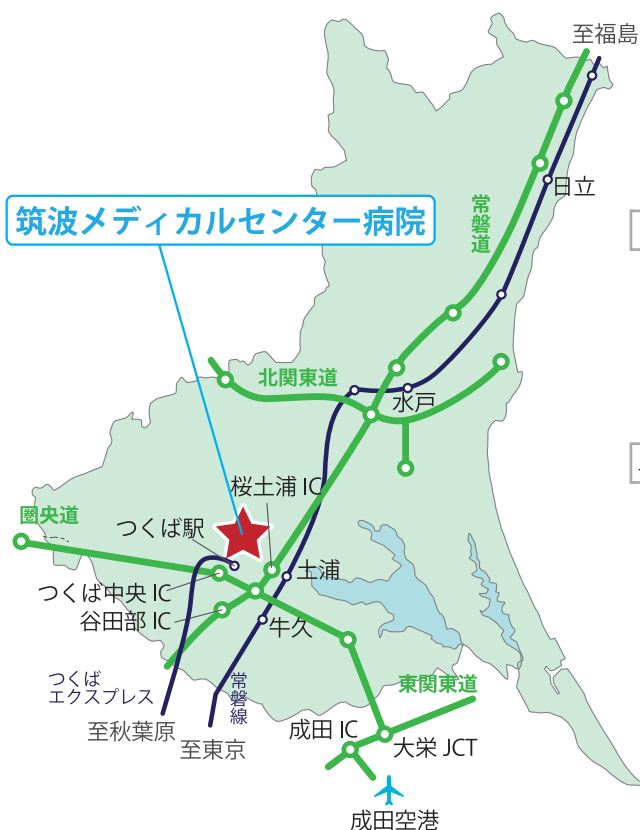 至福島
日立
常磐道
筑波メディカルセンター病院
北関東道
水戸
桜土浦 IC
圏央道
つくば駅
土浦
つくば中央 IC
谷田部 IC
牛久
つくば
エクスプレス
常磐線
東関東道
至秋葉原
至東京
成田 IC
大栄 JCT
成田空港